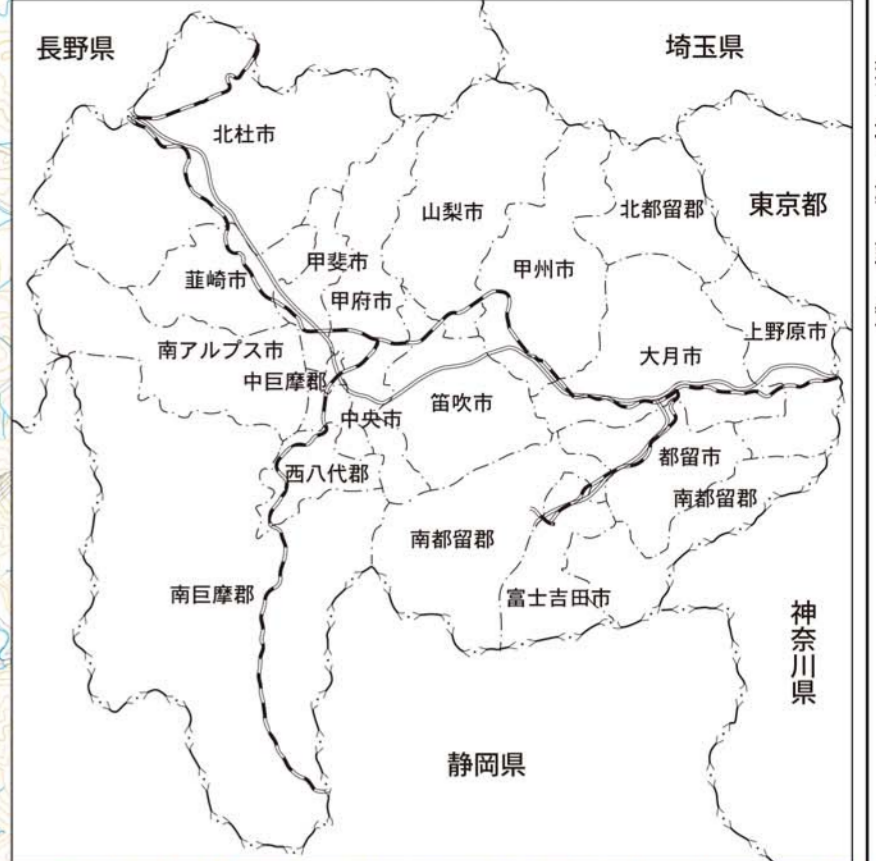 長野県
埼玉県
北杜市
山梨市
北都留郡
東京都
甲斐市
甲州市
韮崎市
甲府市
上野原市
南アルプス市
大月市
中巨摩郡
笛吹市
中央市
都留市
西八代郡
南都留郡
南都留郡
南巨摩郡
富士吉田市
神奈川県
静岡県